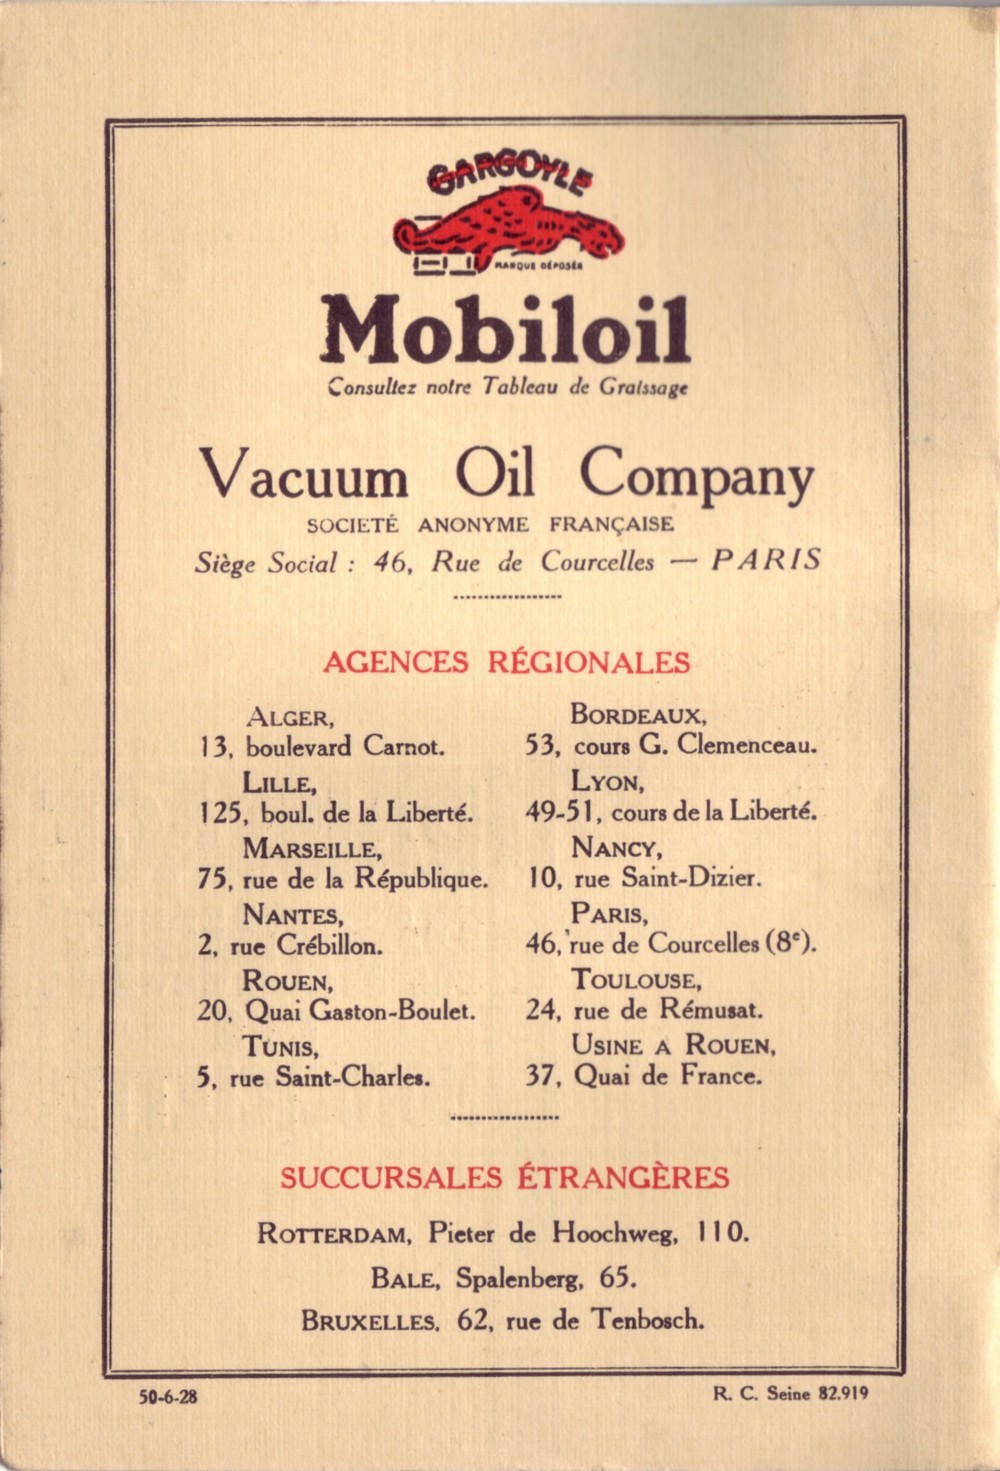 GARGOYLE
MARQUE DÉPOSÉE
Mobiloil
Consultez notre Tableau de Graissage
Vacuum Oil Company
SOCIETÉ ANONYME FRANÇAISE
Siège Social : 46, Rue de Courcelles — PARIS
AGENCES RÉGIONALES
ALGER,
13, boulevard Carnot.
LILLE,
125, boul. de la Liberté.
MARSEILLE,
75, rue de la République.
NANTES,
2, rue Crébillon.
ROUEN,
20, Quai Gaston-Boulet.
TUNIS,
5, rue Saint-Charles.
BORDEAUX,
53, cours G. Clemenceau.
LYON,
49-51, cours de la Liberté.
NANCY,
10, rue Saint-Dizier.
PARIS,
46, rue de Courcelles (8e).
TOULOUSE,
24, rue de Rémusat.
USINE A ROUEN,
37, Quai de France.
SUCCURSALES ÉTRANGÈRES
ROTTERDAM, Pieter de Hoochweg, 110.
BALE, Spalenberg, 65.
BRUXELLES, 62, rue de Tenbosch.
50-6-28
R. C. Seine 82.919